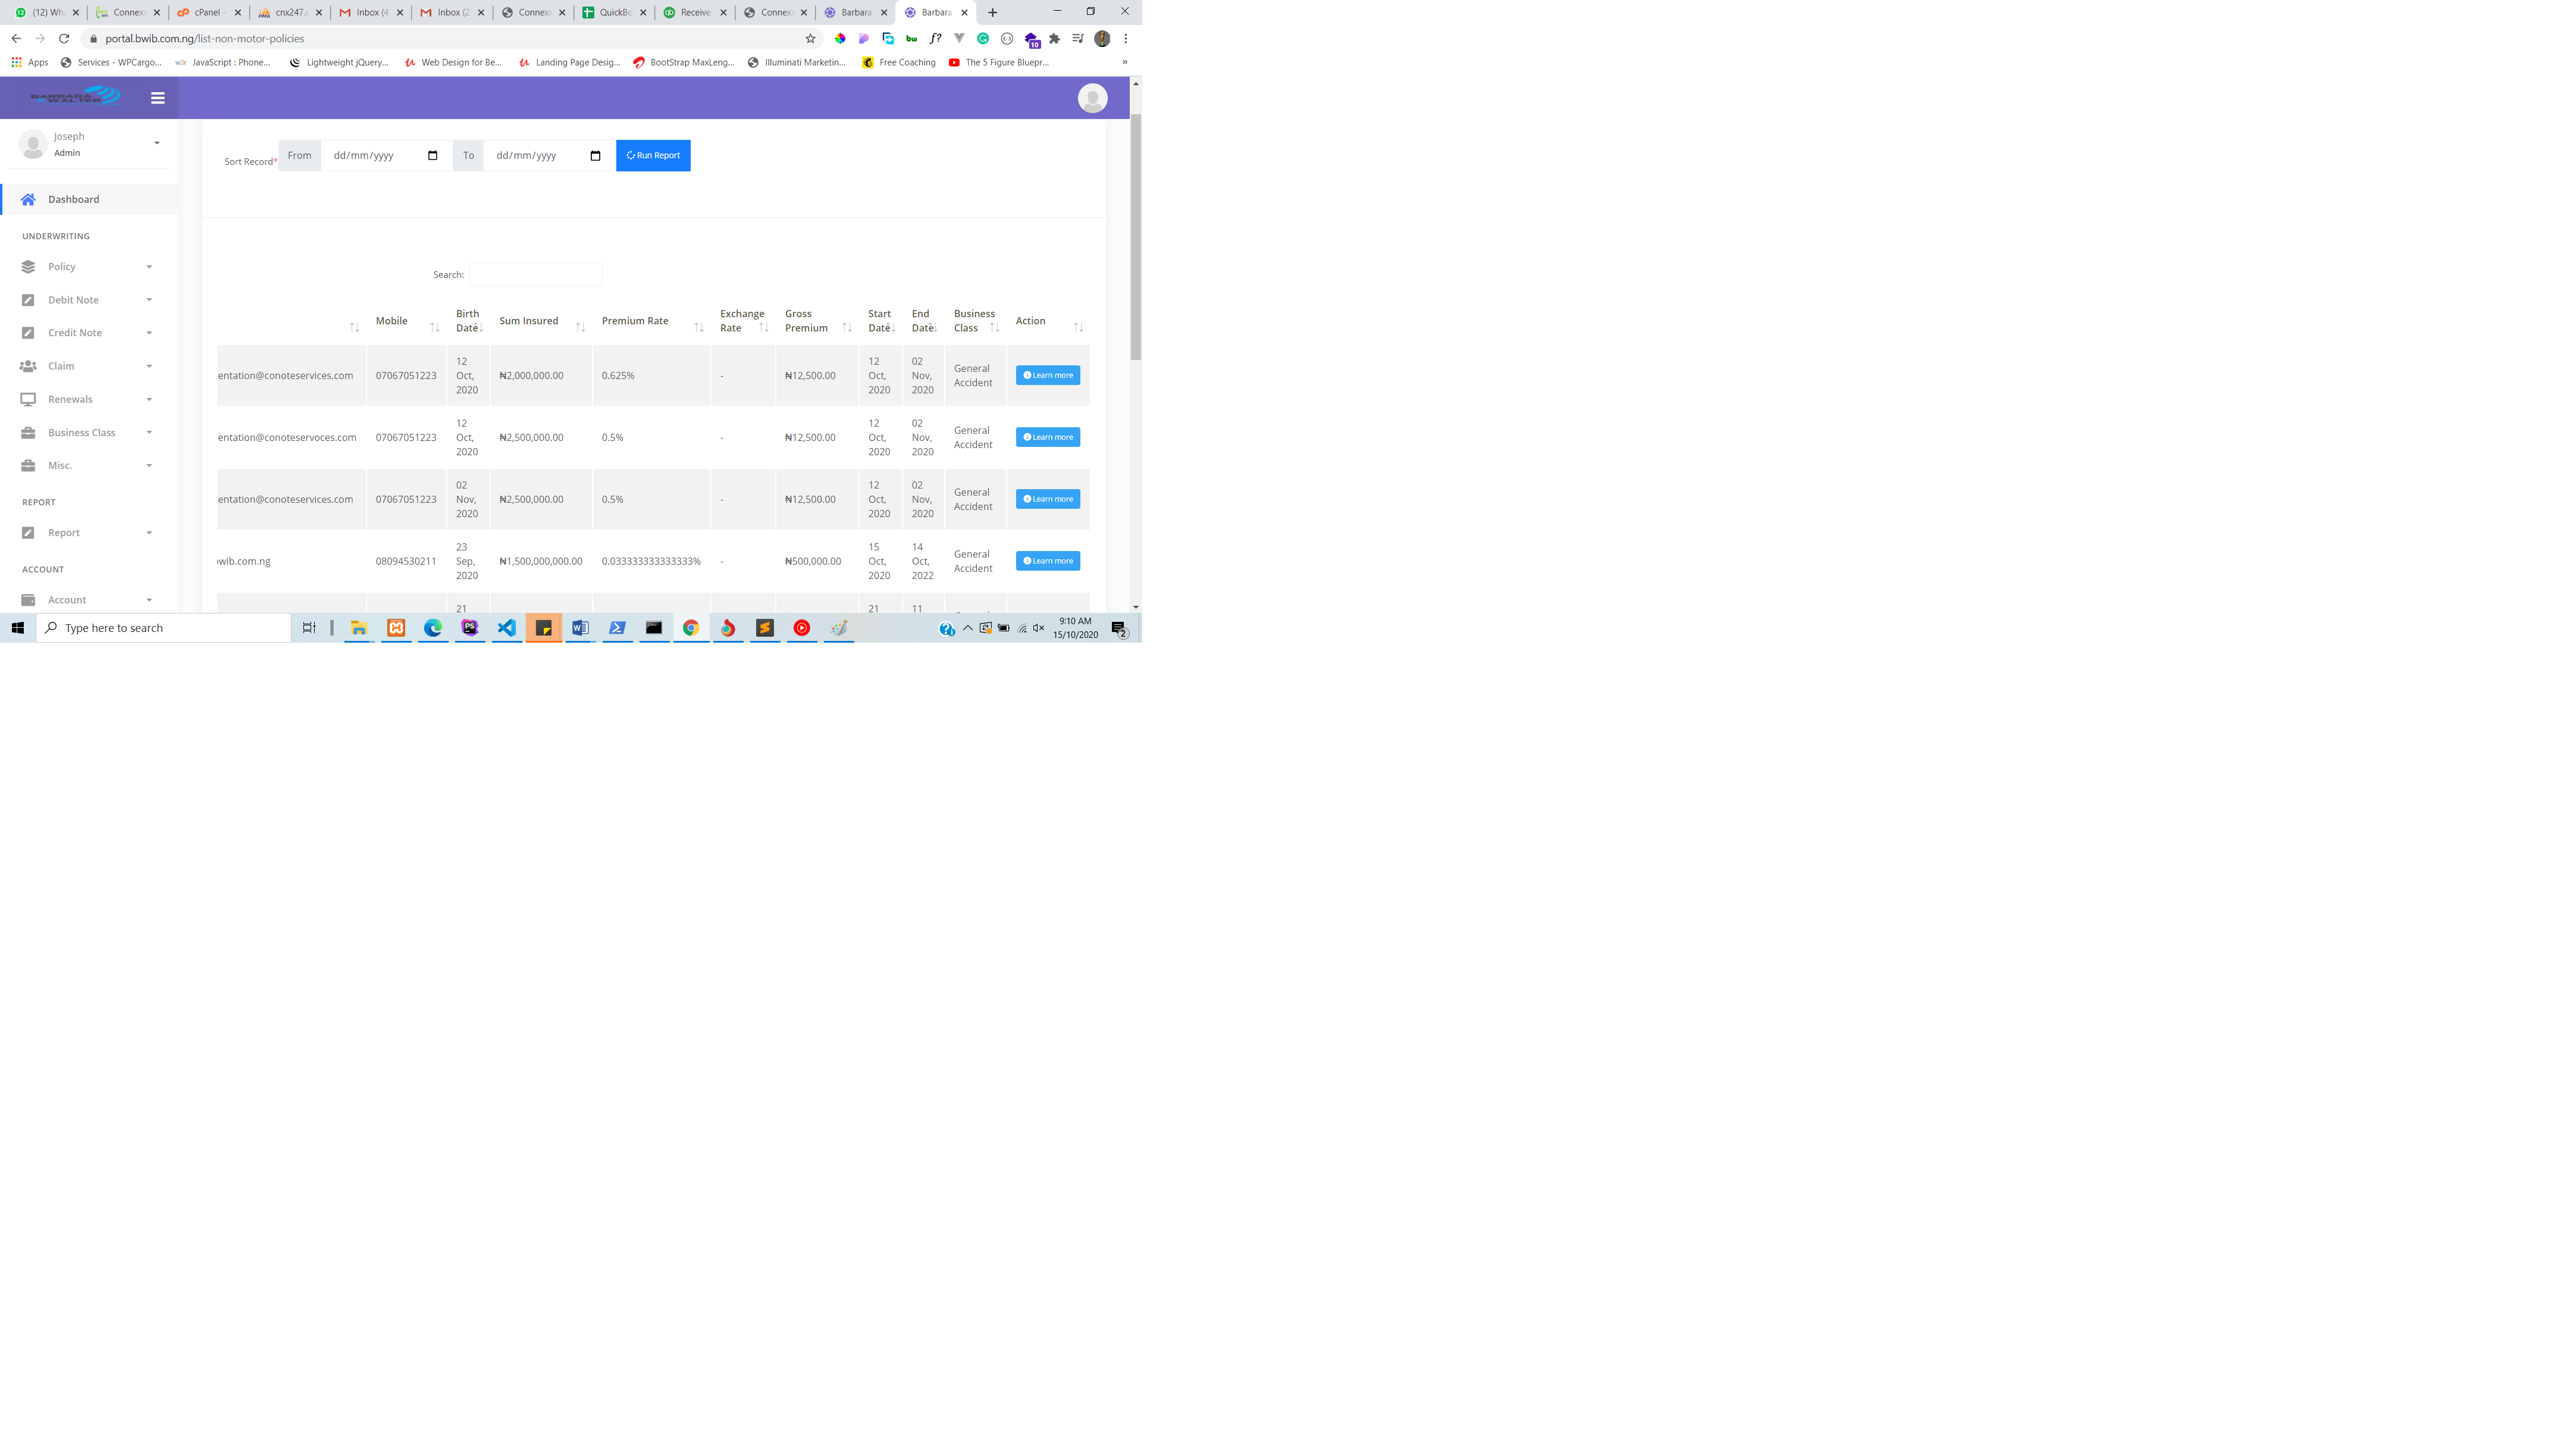 (12) Wh
Connex
cPanel -
cnx247.c
Inbox (4
Inbox (2
Connex
QuickBo
Receive
Connex
Barbara
Barbara
portal.bwib.com.ng/list-non-motor-policies
10
Apps
Services - WPCargo...
JavaScript : Phone...
Lightweight jQuery...
Web Design for Be...
Landing Page Desig...
BootStrap MaxLeng...
Illuminati Marketin...
Free Coaching
The 5 Figure Bluepr...
»
BARBARA
WALTER
Joseph
Admin
Dashboard
UNDERWRITING
Policy
Debit Note
Credit Note
Claim
Renewals
Business Class
Misc.
REPORT
Report
ACCOUNT
Account
Sort Record* From dd/mm/yyyy To dd/mm/yyyy Run Report
Search:
Mobile Birth Date Sum Insured Premium Rate Exchange Rate Gross Premium Start Date End Date Business Class Action
entation@conoteservices.com 07067051223 12 Oct, 2020 ₦2,000,000.00 0.625% - ₦12,500.00 12 Oct, 2020 02 Nov, 2020 General Accident Learn more
entation@conoteservoces.com 07067051223 12 Oct, 2020 ₦2,500,000.00 0.5% - ₦12,500.00 12 Oct, 2020 02 Nov, 2020 General Accident Learn more
entation@conoteservices.com 07067051223 02 Nov, 2020 ₦2,500,000.00 0.5% - ₦12,500.00 12 Oct, 2020 02 Nov, 2020 General Accident Learn more
wib.com.ng 08094530211 23 Sep, 2020 ₦1,500,000,000.00 0.033333333333333% - ₦500,000.00 15 Oct, 2020 14 Oct, 2022 General Accident Learn more
21 21 11
Type here to search
9:10 AM
15/10/2020
2